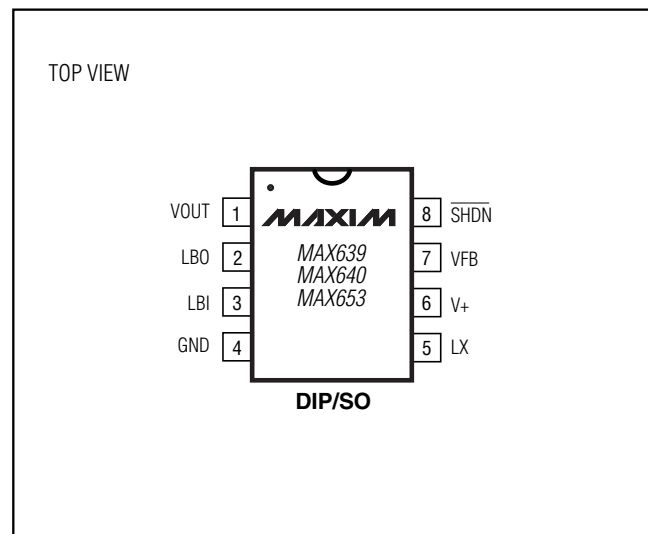 TOP VIEW
VOUT 1 MAXIM 8 SHDN
LBO 2 MAX639 7 VFB
MAX640
LBI 3 MAX653 6 V+
GND 4 5 LX
DIP/SO